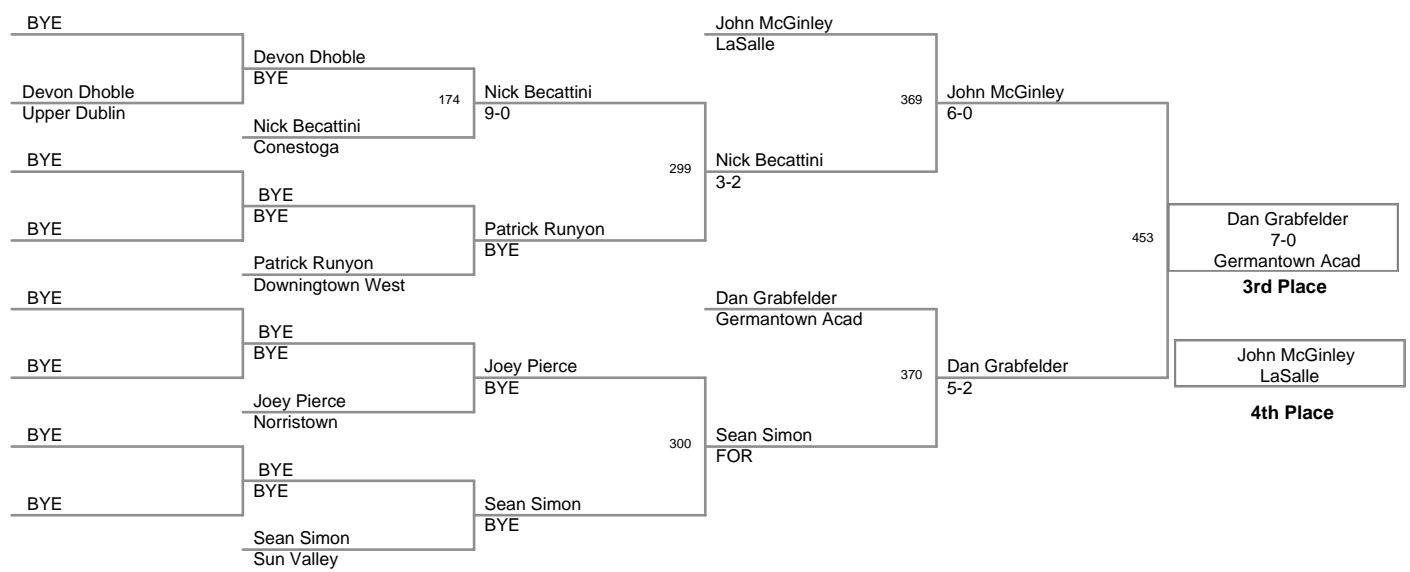 BYE
Devon Dhoble
Upper Dublin
BYE
BYE
BYE
BYE
BYE
BYE
Devon Dhoble
BYE
Nick Becattini
Conestoga
BYE
BYE
Patrick Runyon
Downingtown West
BYE
BYE
Joey Pierce
Norristown
BYE
BYE
Sean Simon
Sun Valley
174
Nick Becattini
9-0
Patrick Runyon
BYE
Joey Pierce
BYE
Sean Simon
BYE
John McGinley
LaSalle
299
Nick Becattini
3-2
Dan Grabfelder
Germantown Acad
300
Sean Simon
FOR
369
John McGinley
6-0
370
Dan Grabfelder
5-2
453
Dan Grabfelder
7-0
Germantown Acad
3rd Place
John McGinley
LaSalle
4th Place